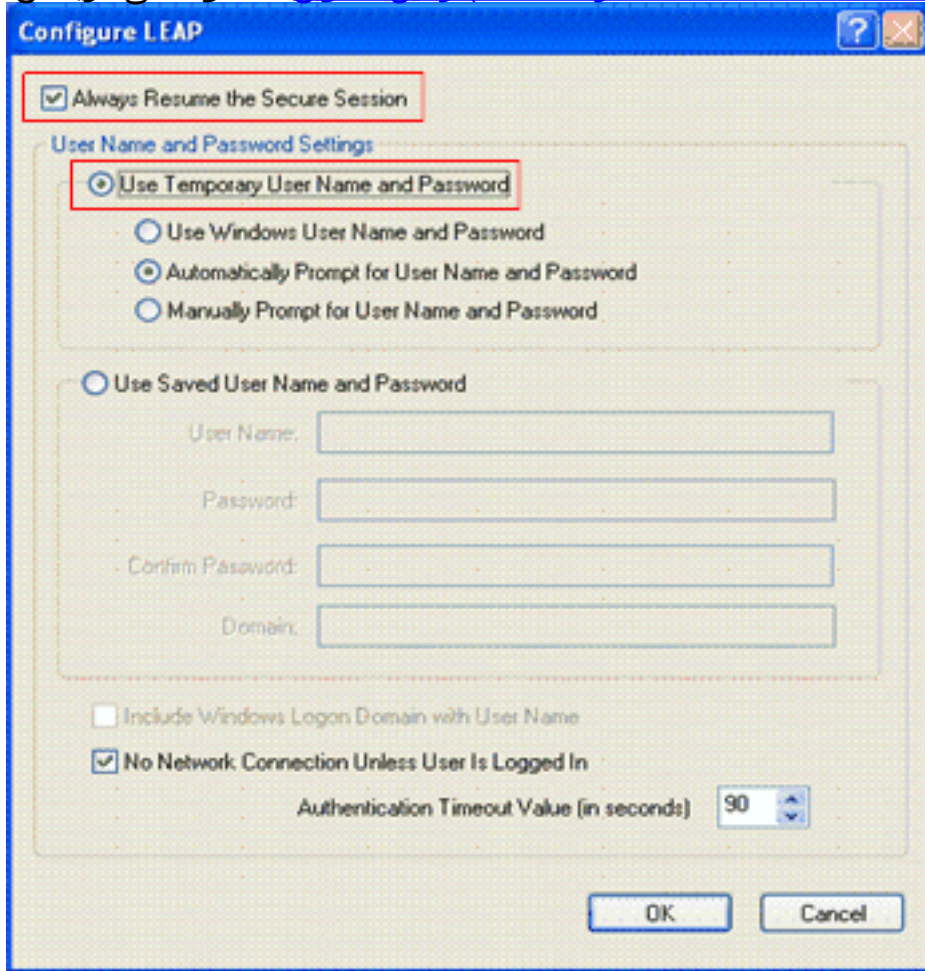 Configure LEAP
Always Resume the Secure Session
User Name and Password Settings
Use Temporary User Name and Password
Use Windows User Name and Password
Automatically Prompt for User Name and Password
Manually Prompt for User Name and Password
Use Saved User Name and Password
User Name:
Password:
Confirm Password:
Domain:
Include Windows Logon Domain with User Name
No Network Connection Unless User Is Logged In
Authentication Timeout Value (in seconds) 90
OK Cancel